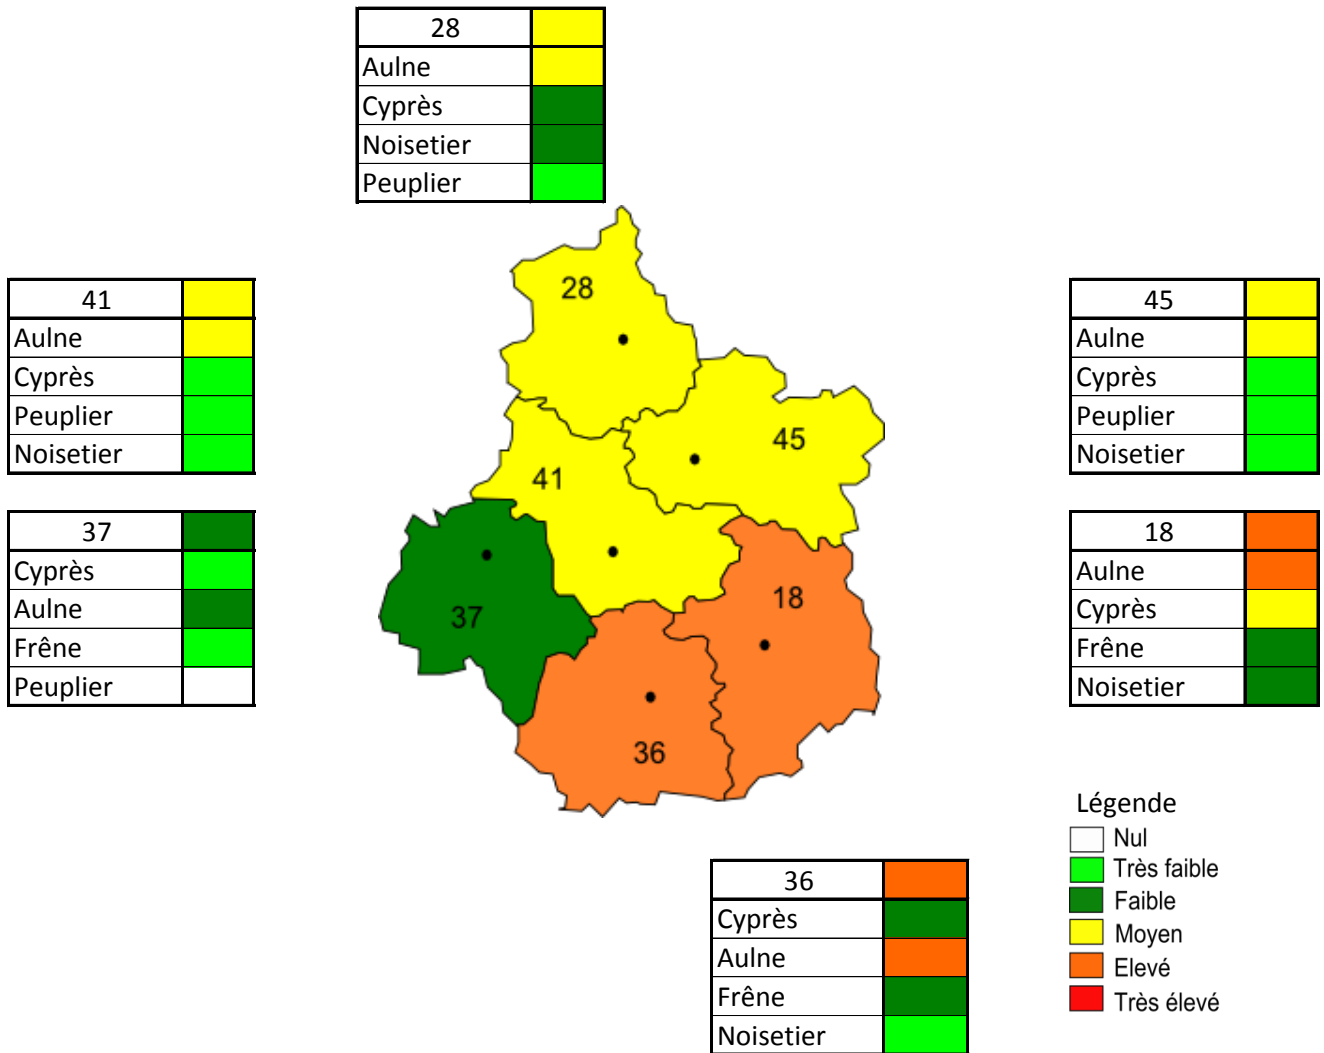 28
Aulne
Cyprès
Noisetier
Peuplier
41
Aulne
Cyprès
Peuplier
Noisetier
37
Cyprès
Aulne
Frêne
Peuplier
28
45
41
37
18
36
45
Aulne
Cyprès
Peuplier
Noisetier
18
Aulne
Cyprès
Frêne
Noisetier
36
Cyprès
Aulne
Frêne
Noisetier
Légende
Nul
Très faible
Faible
Moyen
Elevé
Très élevé